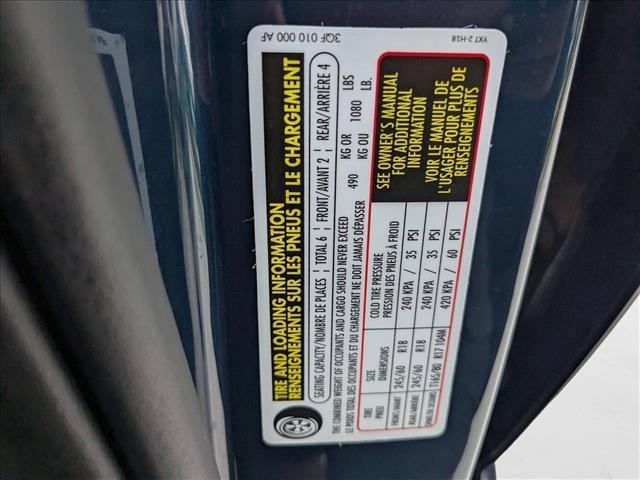 3QF 010 000 AF
YXT 2-H18
TIRE AND LOADING INFORMATION
RENSEIGNEMENTS SUR LES PNEUS ET LE CHARGEMENT
SEATING CAPACITY/NOMBRE DE PLACES | TOTAL 6 | FRONT/AVANT 2 | REAR/ARRIÈRE 4
THE COMBINED WEIGHT OF OCCUPANTS AND CARGO SHOULD NEVER EXCEED 490 KG OR 1080 LBS
LE POIDS TOTAL DES OCCUPANTS ET DU CHARGEMENT NE DOIT JAMAIS DÉPASSER KG OU LB.
TIRE SIZE COLD TIRE PRESSURE
PNEU DIMENSIONS PRESSION DES PNEUS À FROID
FRONT/AVANT 245/60 R18 240 KPA / 35 PSI
REAR/ARRIÈRE 245/60 R18 240 KPA / 35 PSI
T165/80 R17 104M 420 KPA / 60 PSI
SEE OWNER'S MANUAL
FOR ADDITIONAL
INFORMATION
VOIR LE MANUEL DE
L'USAGER POUR PLUS DE
RENSEIGNEMENTS